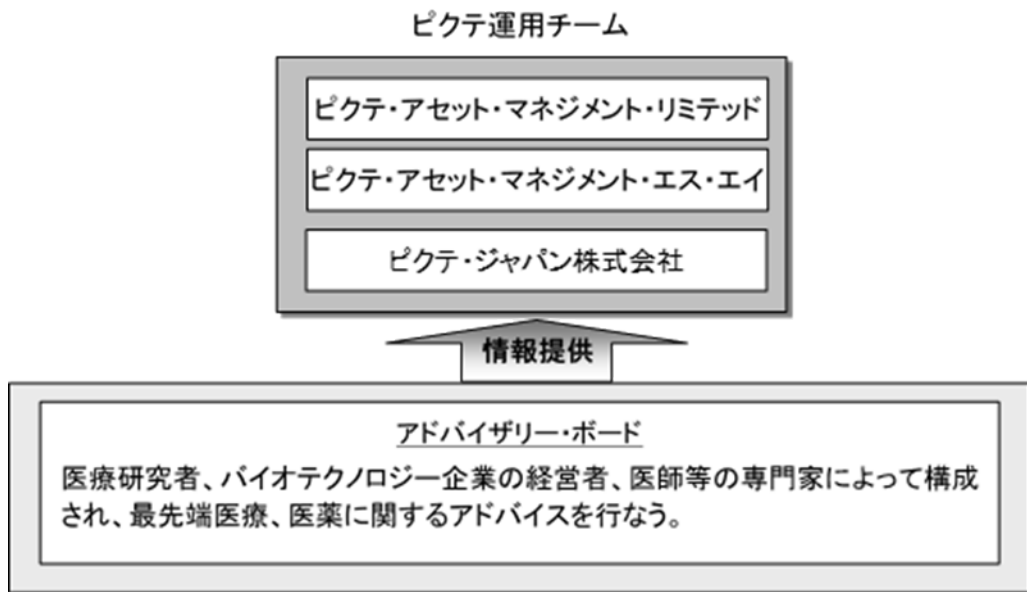 ピクテ運用チーム
ピクテ・アセット・マネジメント・リミテッド
ピクテ・アセット・マネジメント・エス・エイ
ピクテ・ジャパン株式会社
情報提供
アドバイザリー・ボード
医療研究者、バイオテクノロジー企業の経営者、医師等の専門家によって構成
され、最先端医療、医薬に関するアドバイスを行なう。